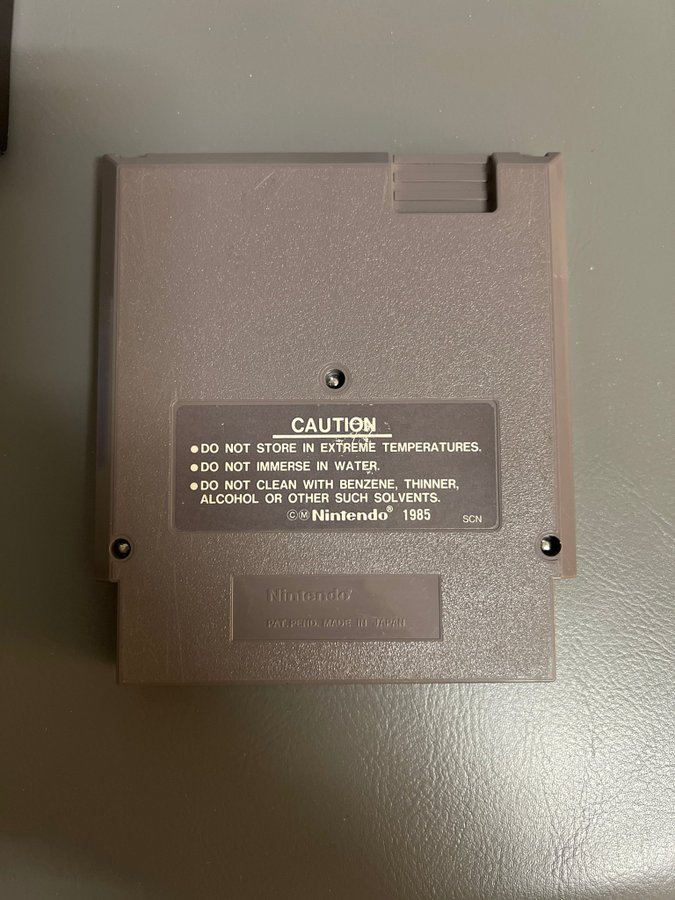 CAUTION
●DO NOT STORE IN EXTREME TEMPERATURES.
●DO NOT IMMERSE IN WATER.
●DO NOT CLEAN WITH BENZENE, THINNER,
ALCOHOL OR OTHER SUCH SOLVENTS.
ⒸⓂNintendo® 1985 SCN
Nintendo®
PAT. PEND. MADE IN JAPAN